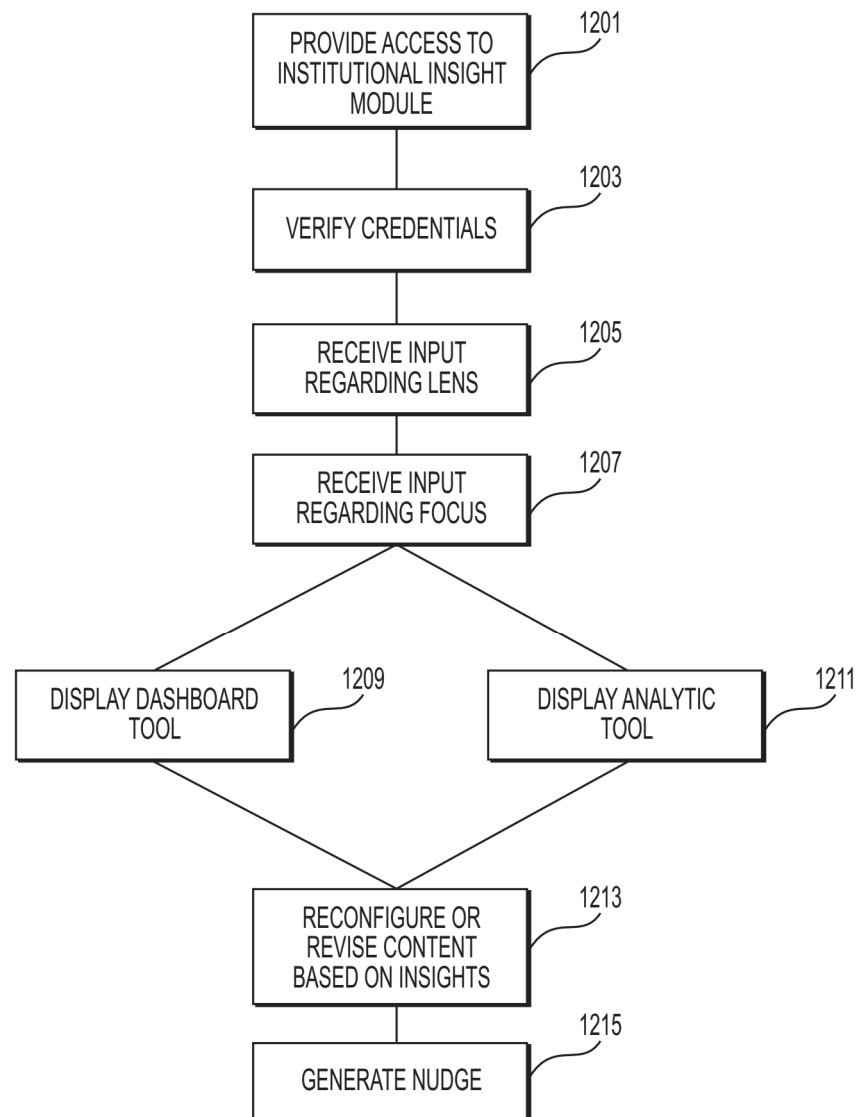 1201
PROVIDE ACCESS TO
INSTITUTIONAL INSIGHT
MODULE
1203
VERIFY CREDENTIALS
1205
RECEIVE INPUT
REGARDING LENS
1207
RECEIVE INPUT
REGARDING FOCUS
1209
DISPLAY DASHBOARD
TOOL
1211
DISPLAY ANALYTIC
TOOL
1213
RECONFIGURE OR
REVISE CONTENT
BASED ON INSIGHTS
1215
GENERATE NUDGE